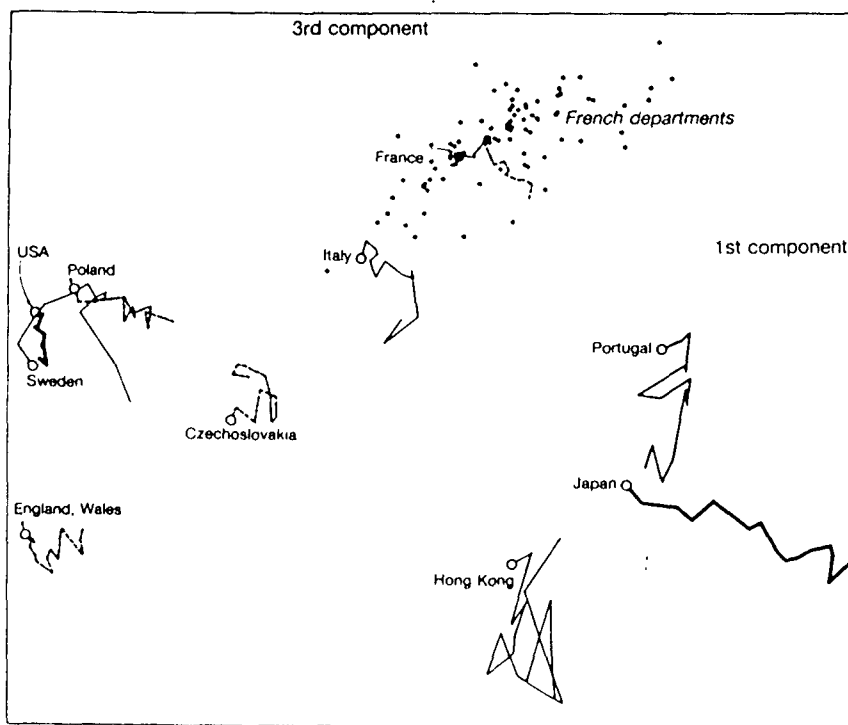 3rd component
French departments
France
1st component
Italy
USA
Poland
Portugal
Sweden
Czechoslovakia
Japan
England, Wales
Hong Kong